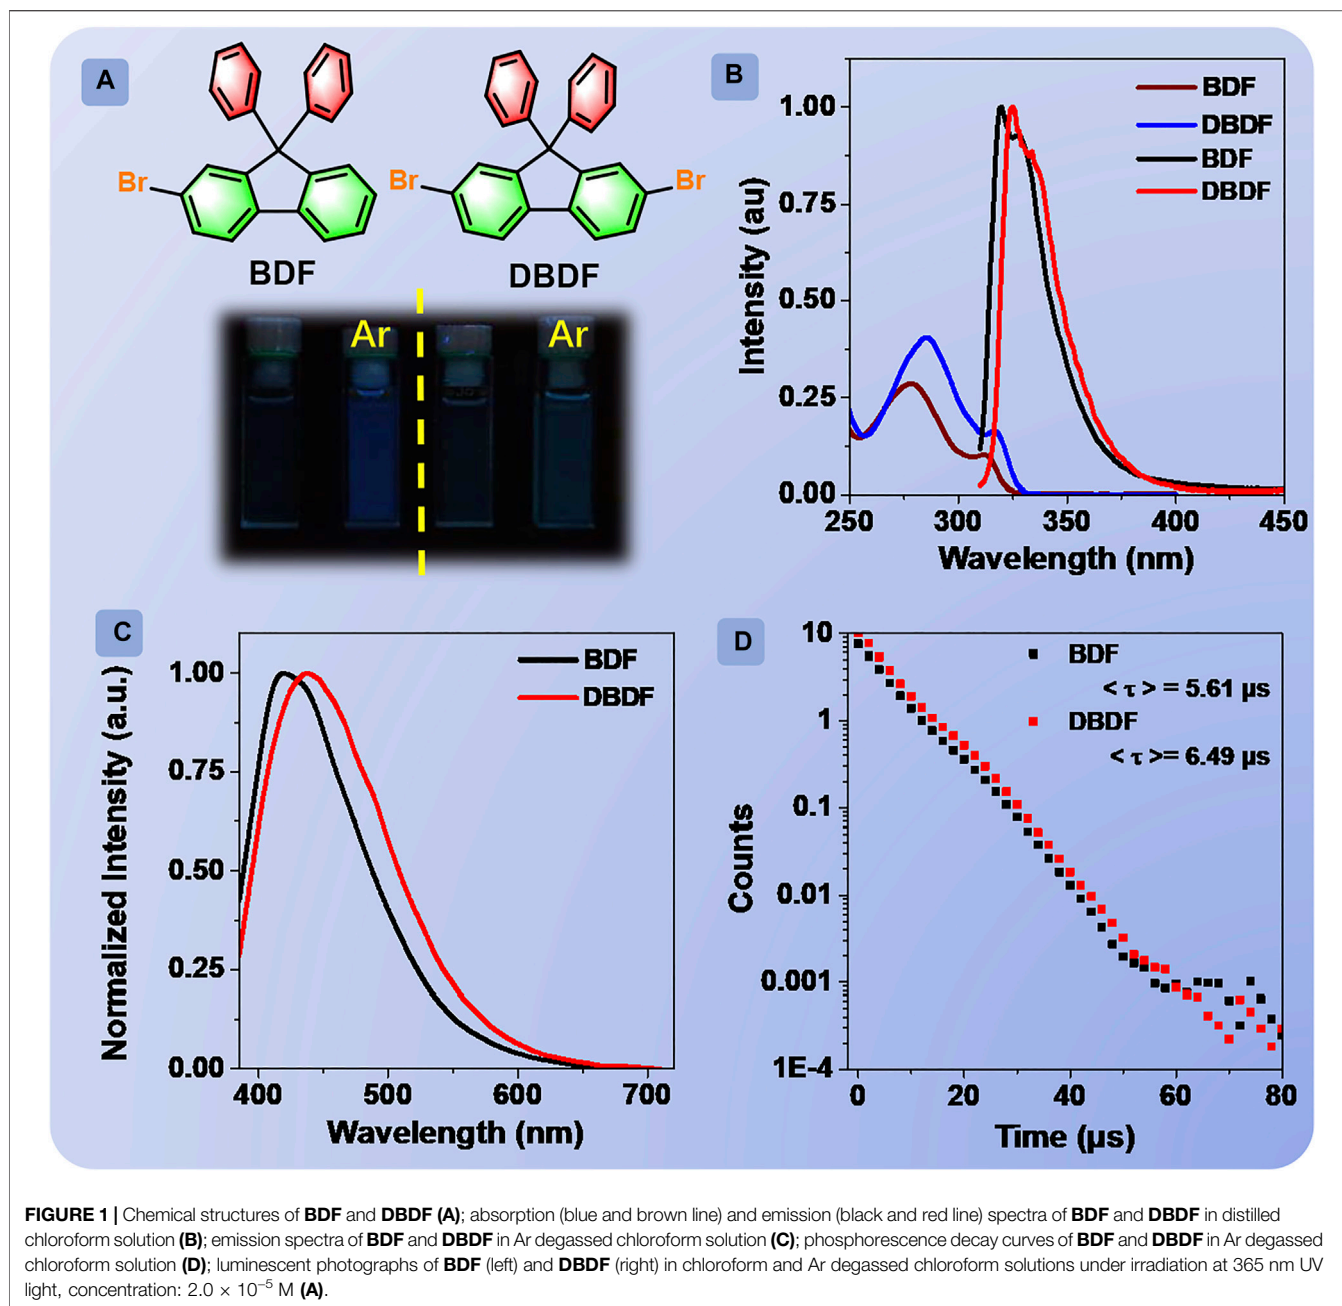 A
Br
BDF
Br
Br
DBDF
Ar
Ar
B
Intensity (au)
1.00
0.75
0.50
0.25
0.00
250
300
350
400
450
Wavelength (nm)
BDF
DBDF
BDF
DBDF
C
Normalized Intensity (a.u.)
1.00
0.75
0.50
0.25
0.00
400
500
600
700
Wavelength (nm)
BDF
DBDF
D
Counts
10
1
0.1
0.01
0.001
1E-4
0
20
40
60
80
Time (µs)
BDF
< τ > = 5.61 µs
DBDF
< τ >= 6.49 µs
FIGURE 1 | Chemical structures of BDF and DBDF (A); absorption (blue and brown line) and emission (black and red line) spectra of BDF and DBDF in distilled
chloroform solution (B); emission spectra of BDF and DBDF in Ar degassed chloroform solution (C); phosphorescence decay curves of BDF and DBDF in Ar degassed
chloroform solution (D); luminescent photographs of BDF (left) and DBDF (right) in chloroform and Ar degassed chloroform solutions under irradiation at 365 nm UV
light, concentration: 2.0 × 10⁻⁵ M (A).